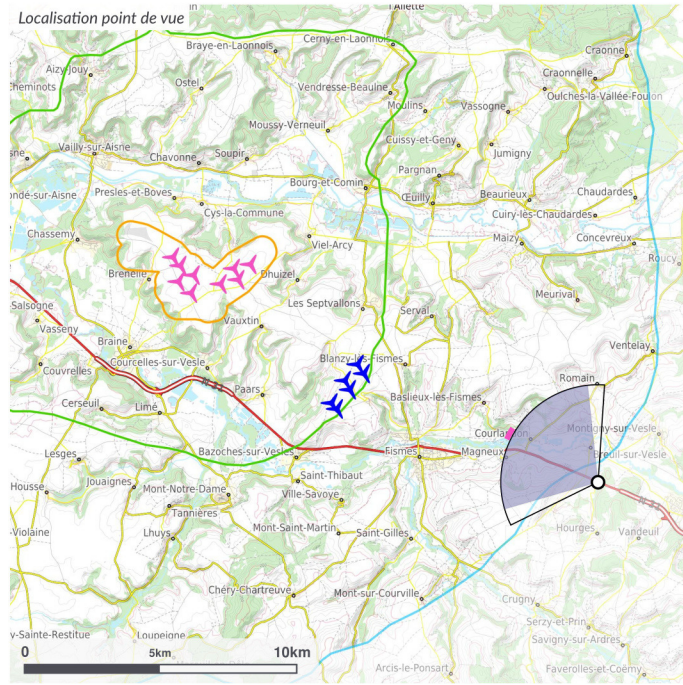 Localisation point de vue
l'Ailette
Cerny-en-Laonnois
Braye-en-Laonnois
Craonne
Aizy-Jouy
Craonnelle
Ostel
Vendresse-Beaulne
Oulches-la-Vallée-Foulon
Moulins
Vassogne
Moussy-Verneuil
Cuissy-et-Geny
Vailly-sur-Aisne
Chavonne
Soupir
Jumigny
Pargnan
Bourg-et-Comin
Presles-et-Boves
Œuilly
Beaurieux
Chaudardes
Cys-la-Commune
Cuiry-les-Chaudardes
Chassemy
Viel-Arcy
Maizy
Concevreux
Roucy
Brenelle
Dhuizel
Meurival
Les Septvallons
Serval
Vasseny
Vauxtin
Braine
Ventelay
Courcelles-sur-Vesle
Blanzy-lès-Fismes
Couvrelles
Romain
Paars
N 31
Baslieux-lès-Fismes
Cerseuil
Limé
Montigny-sur-Vesle
Lesges
Bazoches-sur-Vesles
Fismes
Magneux
Breuil-sur-Vesle
Saint-Thibaut
Jouaignes
Housse
Mont-Notre-Dame
Ville-Savoye
N 31
Tannières
Mont-Saint-Martin
Saint-Gilles
Hourges
Vandeuil
Lhuys
Chéry-Chartreuve
Mont-sur-Courville
Crugny
Serzy-et-Prin
Loupeigne
Savigny-sur-Ardres
0 5km 10km
Arcis-le-Ponsart
Faverolles-et-Coëmy